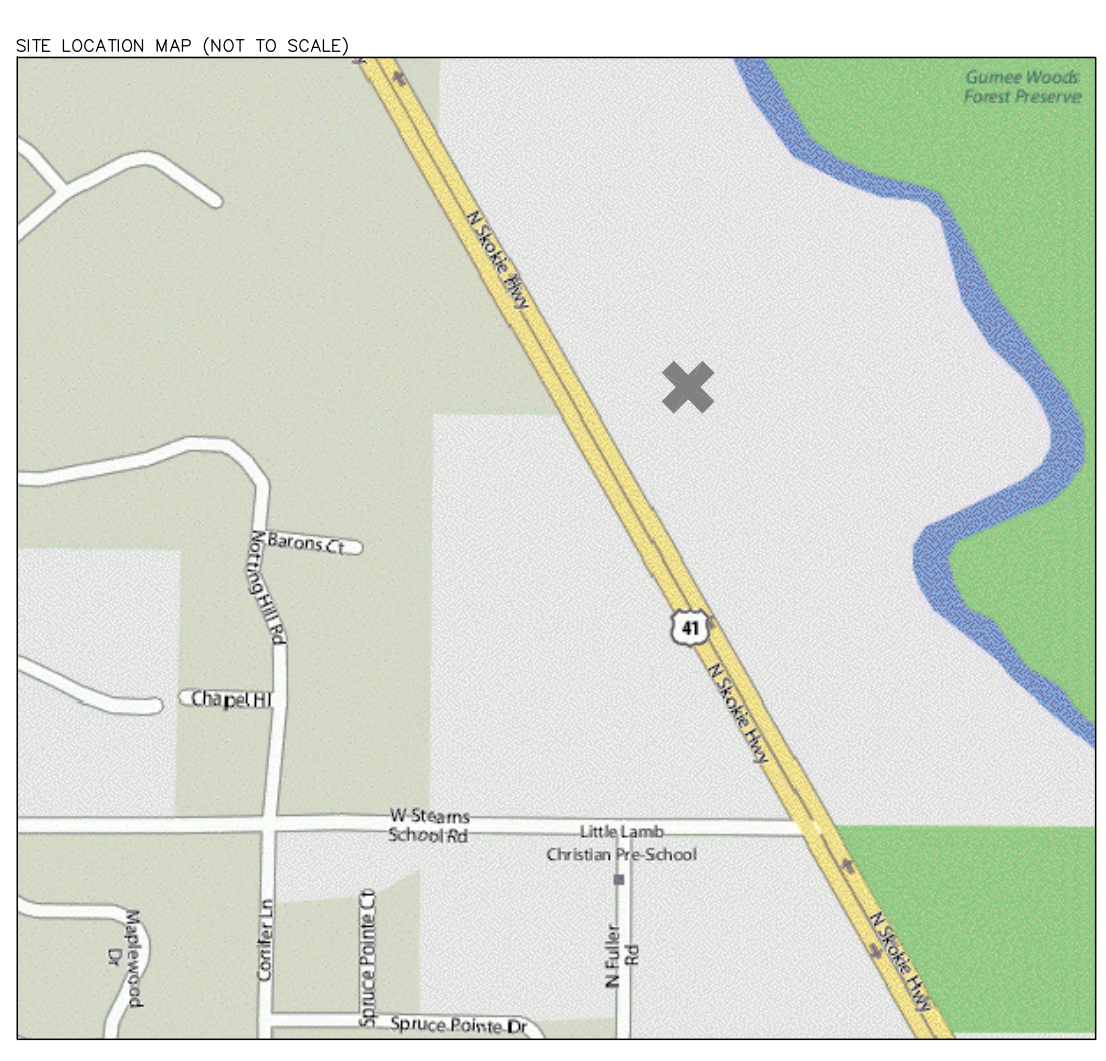 SITE LOCATION MAP (NOT TO SCALE)
Gurnee Woods
Forest Preserve
N Skokie Hwy
Barons Ct
Notting Hill Rd
41
N Skokie Hwy
Chapel Hl
W Stearns
School Rd
Little Lamb
Christian Pre-School
Maplewood
Dr
Conifer Ln
Spruce Pointe Ct
N Fuller
Rd
N Skokie Hwy
Spruce Pointe Dr